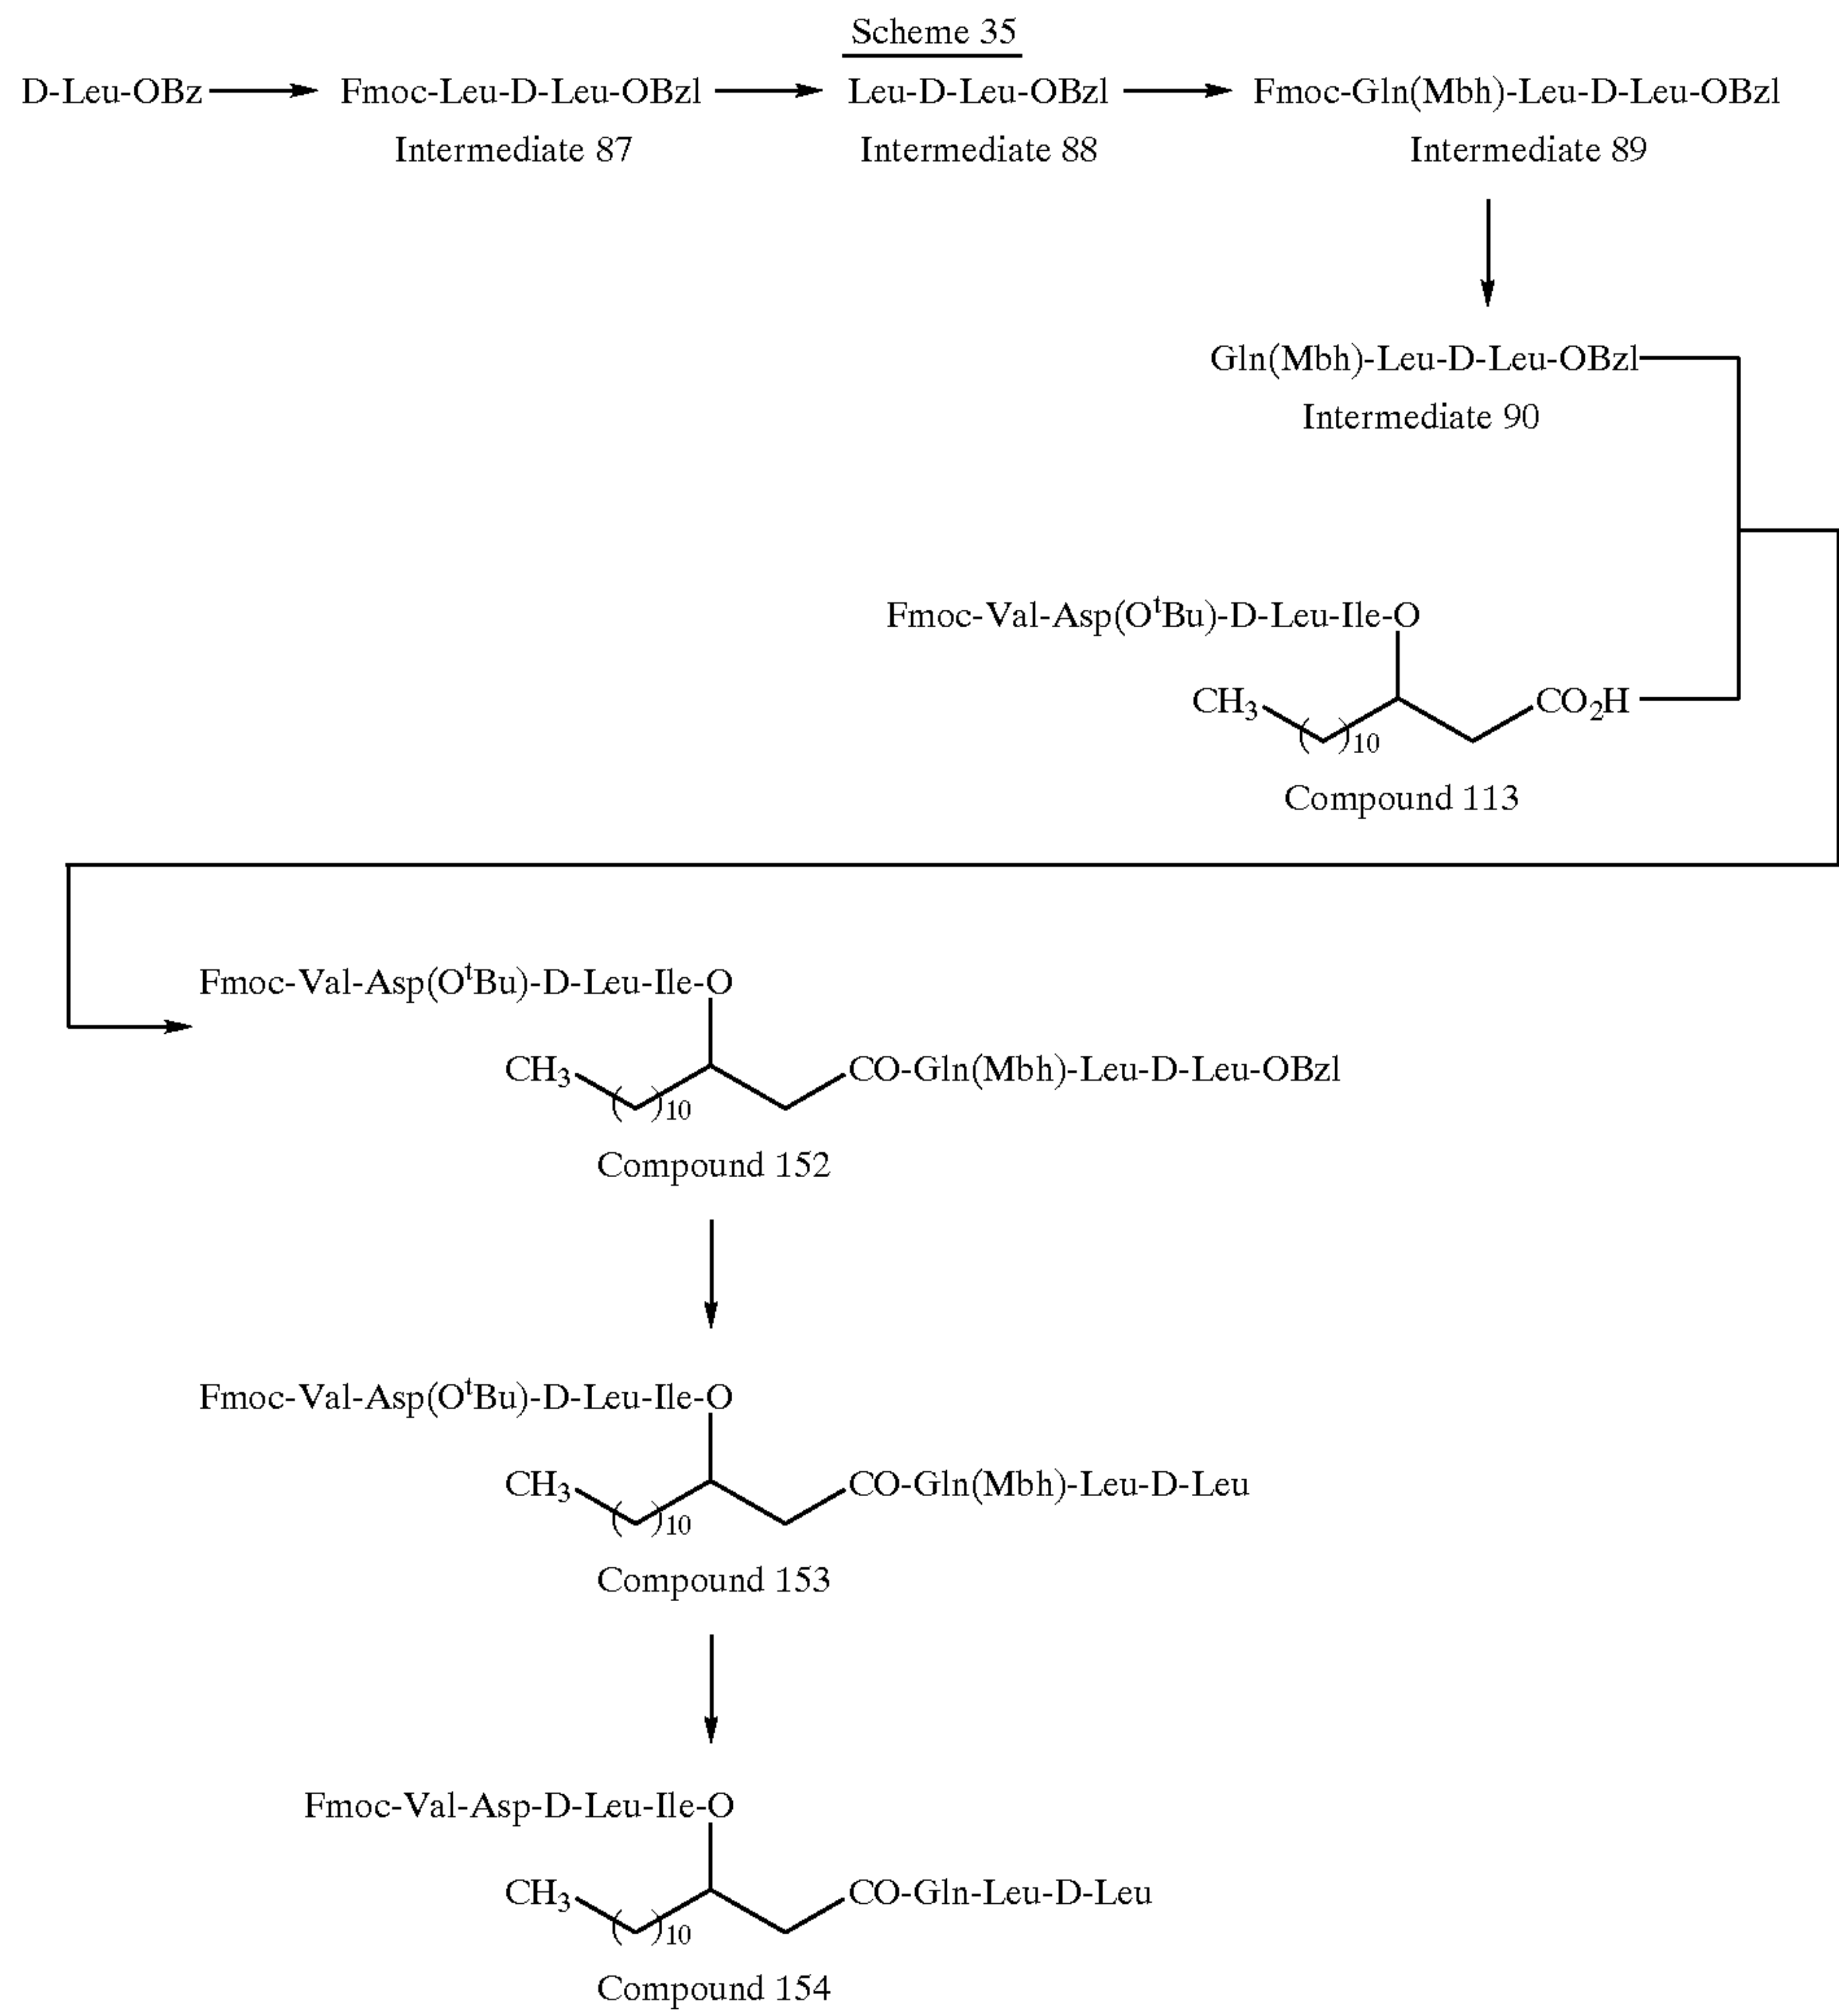 Scheme 35
D-Leu-OBz Fmoc-Leu-D-Leu-OBzl Leu-D-Leu-OBzl Fmoc-Gln(Mbh)-Leu-D-Leu-OBzl
Intermediate 87 Intermediate 88 Intermediate 89
Gln(Mbh)-Leu-D-Leu-OBzl
Intermediate 90
Fmoc-Val-Asp(OᵗBu)-D-Leu-Ile-O
CH₃ ( )₁₀ CO₂H
Compound 113
Fmoc-Val-Asp(OᵗBu)-D-Leu-Ile-O
CH₃ ( )₁₀ CO-Gln(Mbh)-Leu-D-Leu-OBzl
Compound 152
Fmoc-Val-Asp(OᵗBu)-D-Leu-Ile-O
CH₃ ( )₁₀ CO-Gln(Mbh)-Leu-D-Leu
Compound 153
Fmoc-Val-Asp-D-Leu-Ile-O
CH₃ ( )₁₀ CO-Gln-Leu-D-Leu
Compound 154